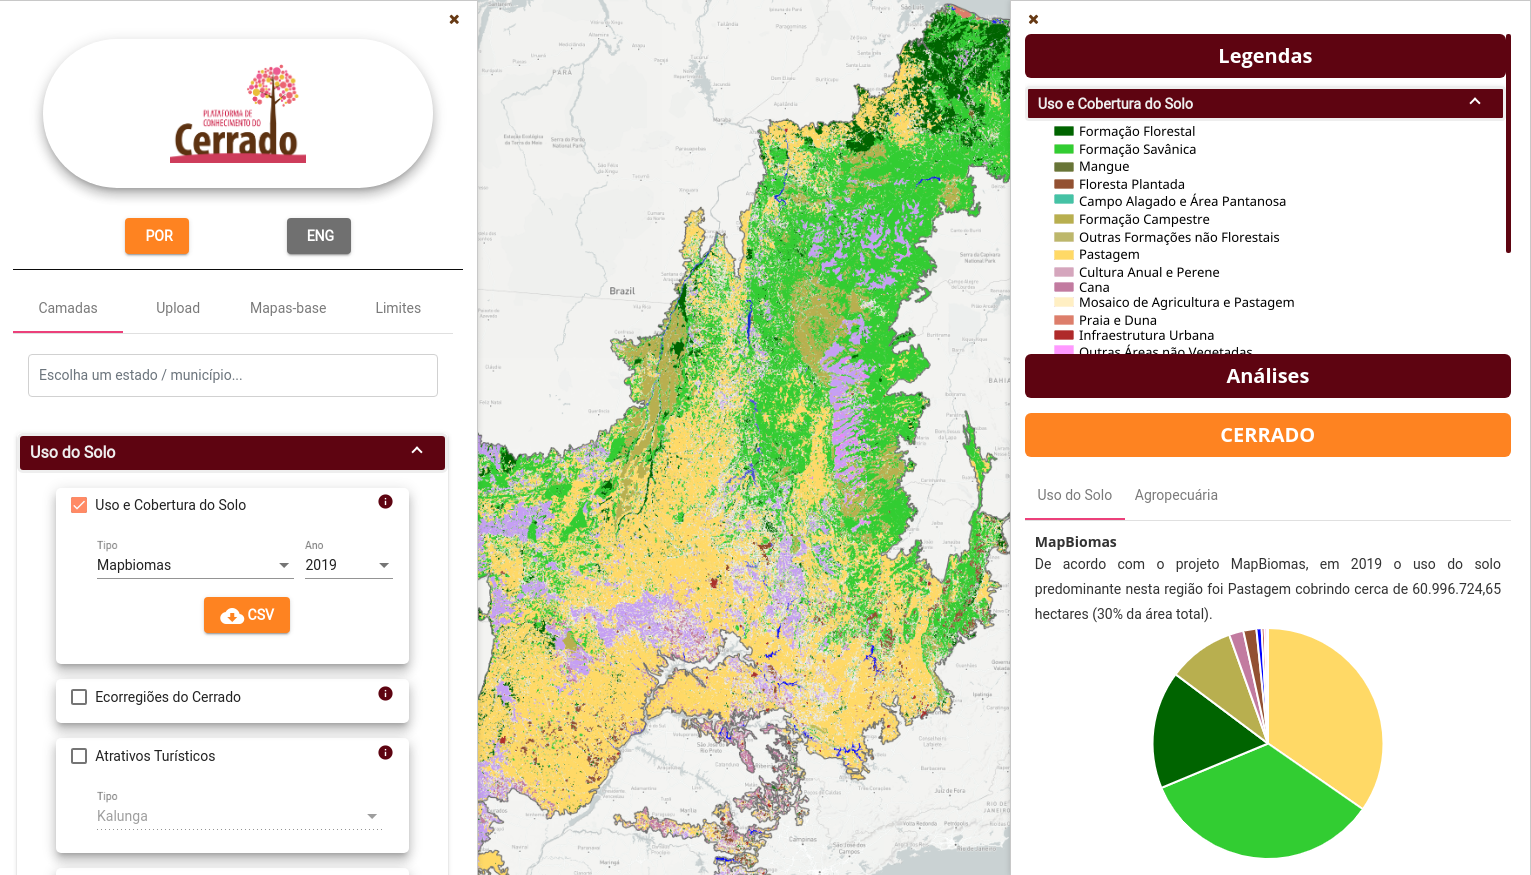 PLATAFORMA DE
CONHECIMENTO DO
Cerrado
POR
ENG
Camadas
Upload
Mapas-base
Limites
Escolha um estado / município...
Uso do Solo
Uso e Cobertura do Solo
Tipo
Ano
Mapbiomas
2019
CSV
Ecorregiões do Cerrado
Atrativos Turísticos
Tipo
Kalunga
PARÁ
Brazil
BAHIA
Legendas
Uso e Cobertura do Solo
Formação Florestal
Formação Savânica
Mangue
Floresta Plantada
Campo Alagado e Área Pantanosa
Formação Campestre
Outras Formações não Florestais
Pastagem
Cultura Anual e Perene
Cana
Mosaico de Agricultura e Pastagem
Praia e Duna
Infraestrutura Urbana
Outras Áreas não Vegetadas
Análises
CERRADO
Uso do Solo
Agropecuária
MapBiomas
De acordo com o projeto MapBiomas, em 2019 o uso do solo
predominante nesta região foi Pastagem cobrindo cerca de 60.996.724,65
hectares (30% da área total).